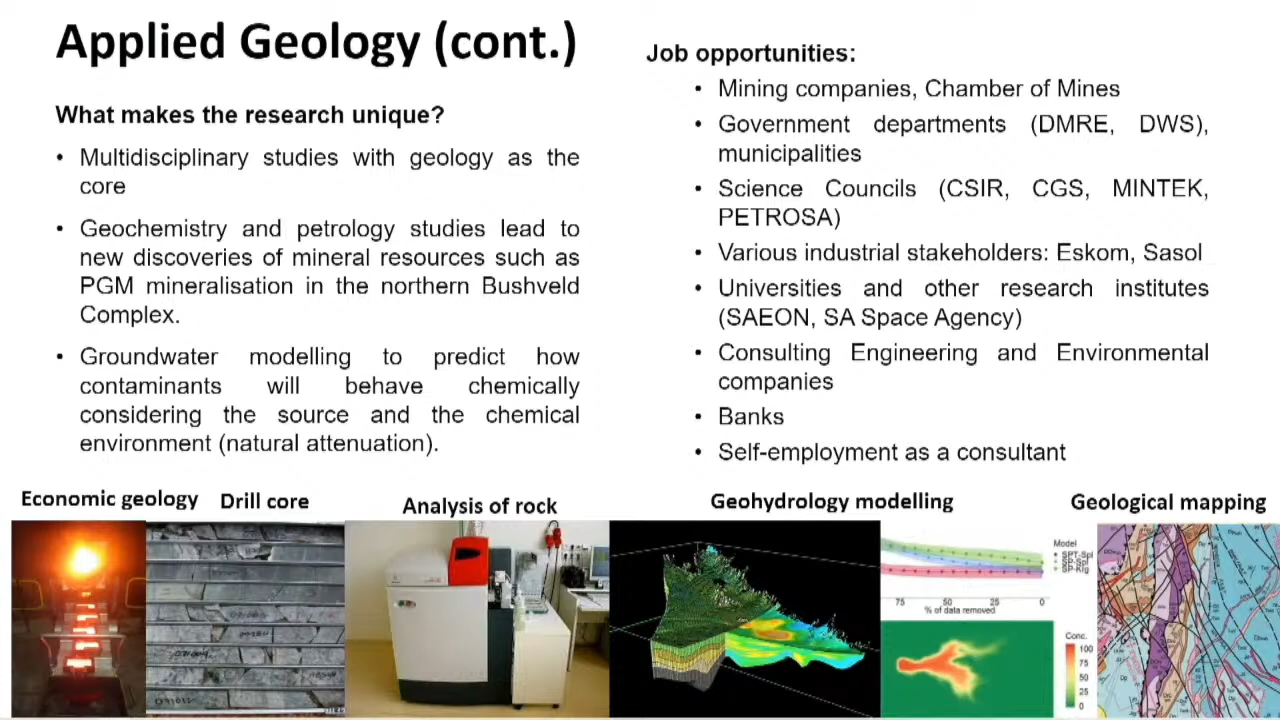 Applied Geology (cont.)
What makes the research unique?
• Multidisciplinary studies with geology as the
core
• Geochemistry and petrology studies lead to
new discoveries of mineral resources such as
PGM mineralisation in the northern Bushveld
Complex.
• Groundwater modelling to predict how
contaminants will behave chemically
considering the source and the chemical
environment (natural attenuation).
Job opportunities:
• Mining companies, Chamber of Mines
• Government departments (DMRE, DWS),
municipalities
• Science Councils (CSIR, CGS, MINTEK,
PETROSA)
• Various industrial stakeholders: Eskom, Sasol
• Universities and other research institutes
(SAEON, SA Space Agency)
• Consulting Engineering and Environmental
companies
• Banks
• Self-employment as a consultant
Economic geology
Drill core
Analysis of rock
Geohydrology modelling
Geological mapping
Model
SPT-Spl
75 50 25 0
% of data removed
Conc.
100
75
50
25
0